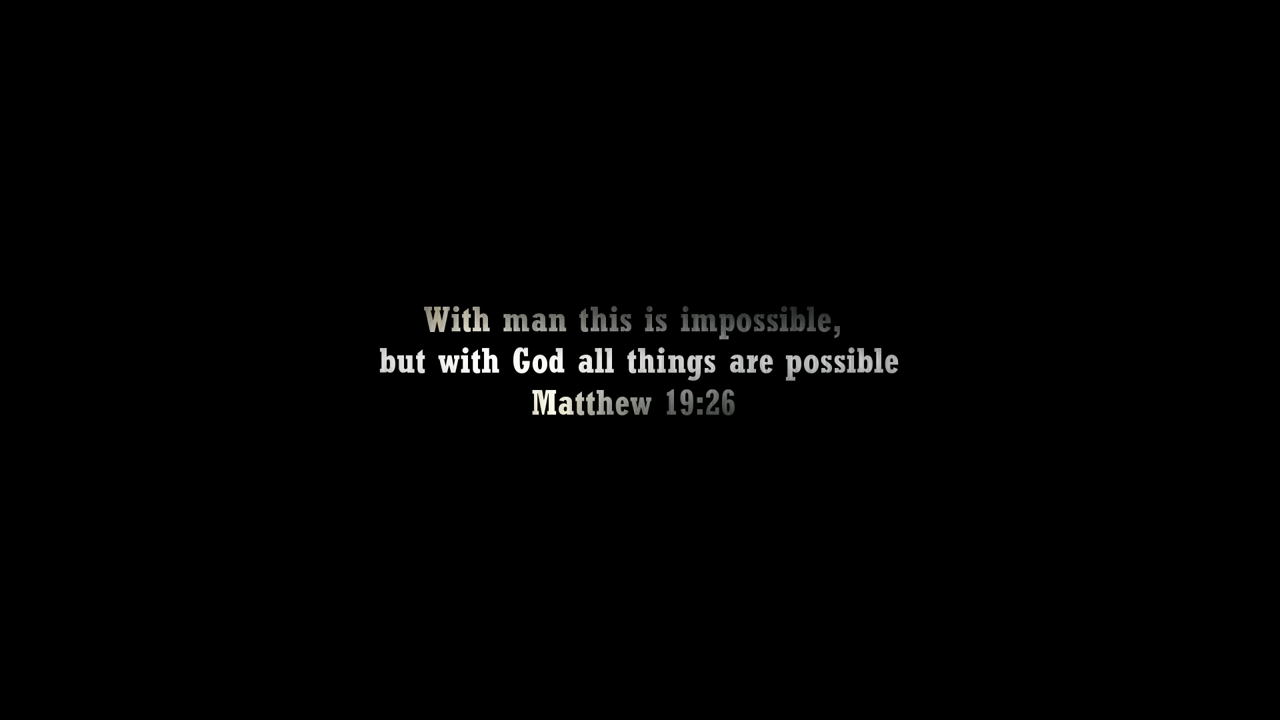 With man this is impossible,
but with God all things are possible
Matthew 19:26